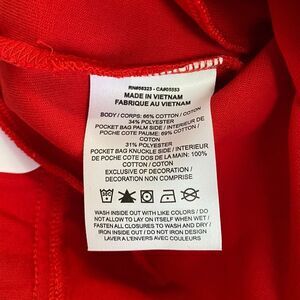 RN#56323 - CA#05553
MADE IN VIETNAM
FABRIQUE AU VIETNAM
BODY / CORPS: 66% COTTON / COTON
34% POLYESTER
POCKET BAG PALM SIDE / INTERIEUR
DE POCHE COTE PAUME: 69% COTTON /
COTON
31% POLYESTER
POCKET BAG KNUCKLE SIDE / INTERIEUR
DE POCHE COTE DOS DE LA MAIN: 100%
COTTON / COTON
EXCLUSIVE OF DECORATION /
DECORATION NON COMPRISE
WASH INSIDE OUT WITH LIKE COLORS / DO
NOT ALLOW TO LAY ON ITSELF WHEN WET /
FASTEN ALL CLOSURES TO WASH AND DRY /
IRON INSIDE OUT / DO NOT IRON DESIGN
LAVER A L'ENVERS AVEC COULEURS